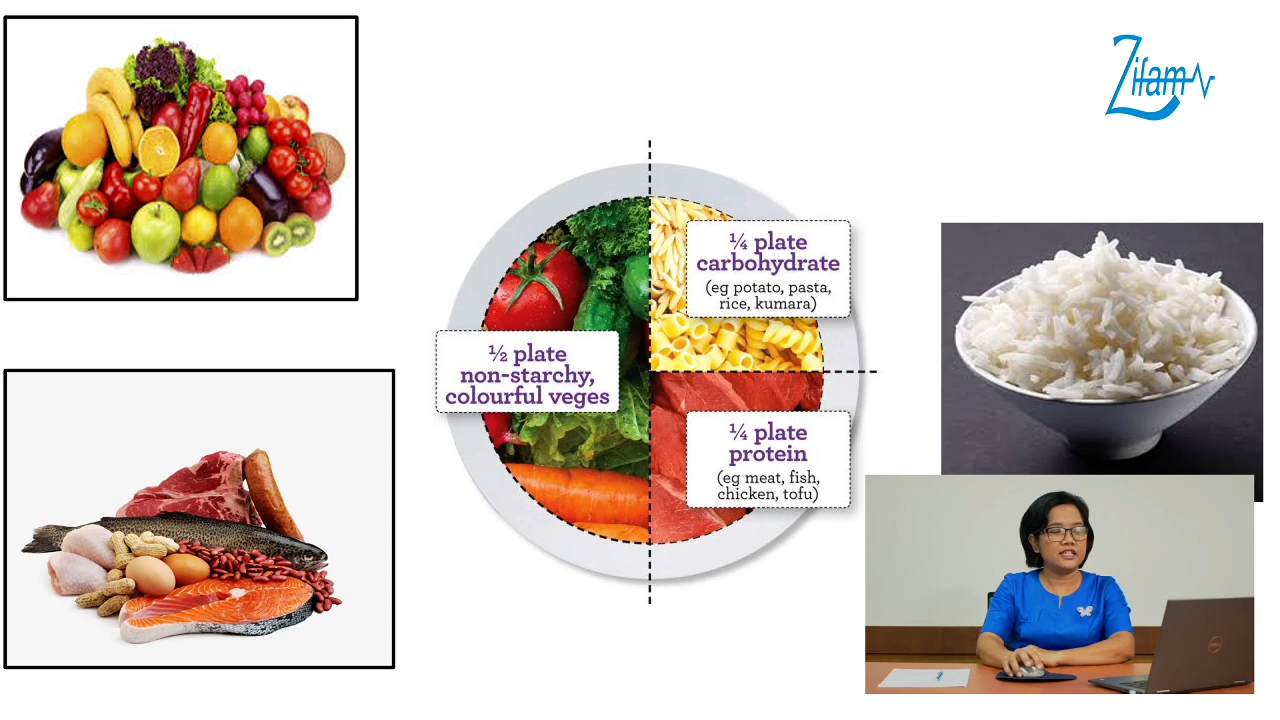 Zifam
½ plate
non-starchy,
colourful veges
¼ plate
carbohydrate
(eg potato, pasta,
rice, kumara)
¼ plate
protein
(eg meat, fish,
chicken, tofu)